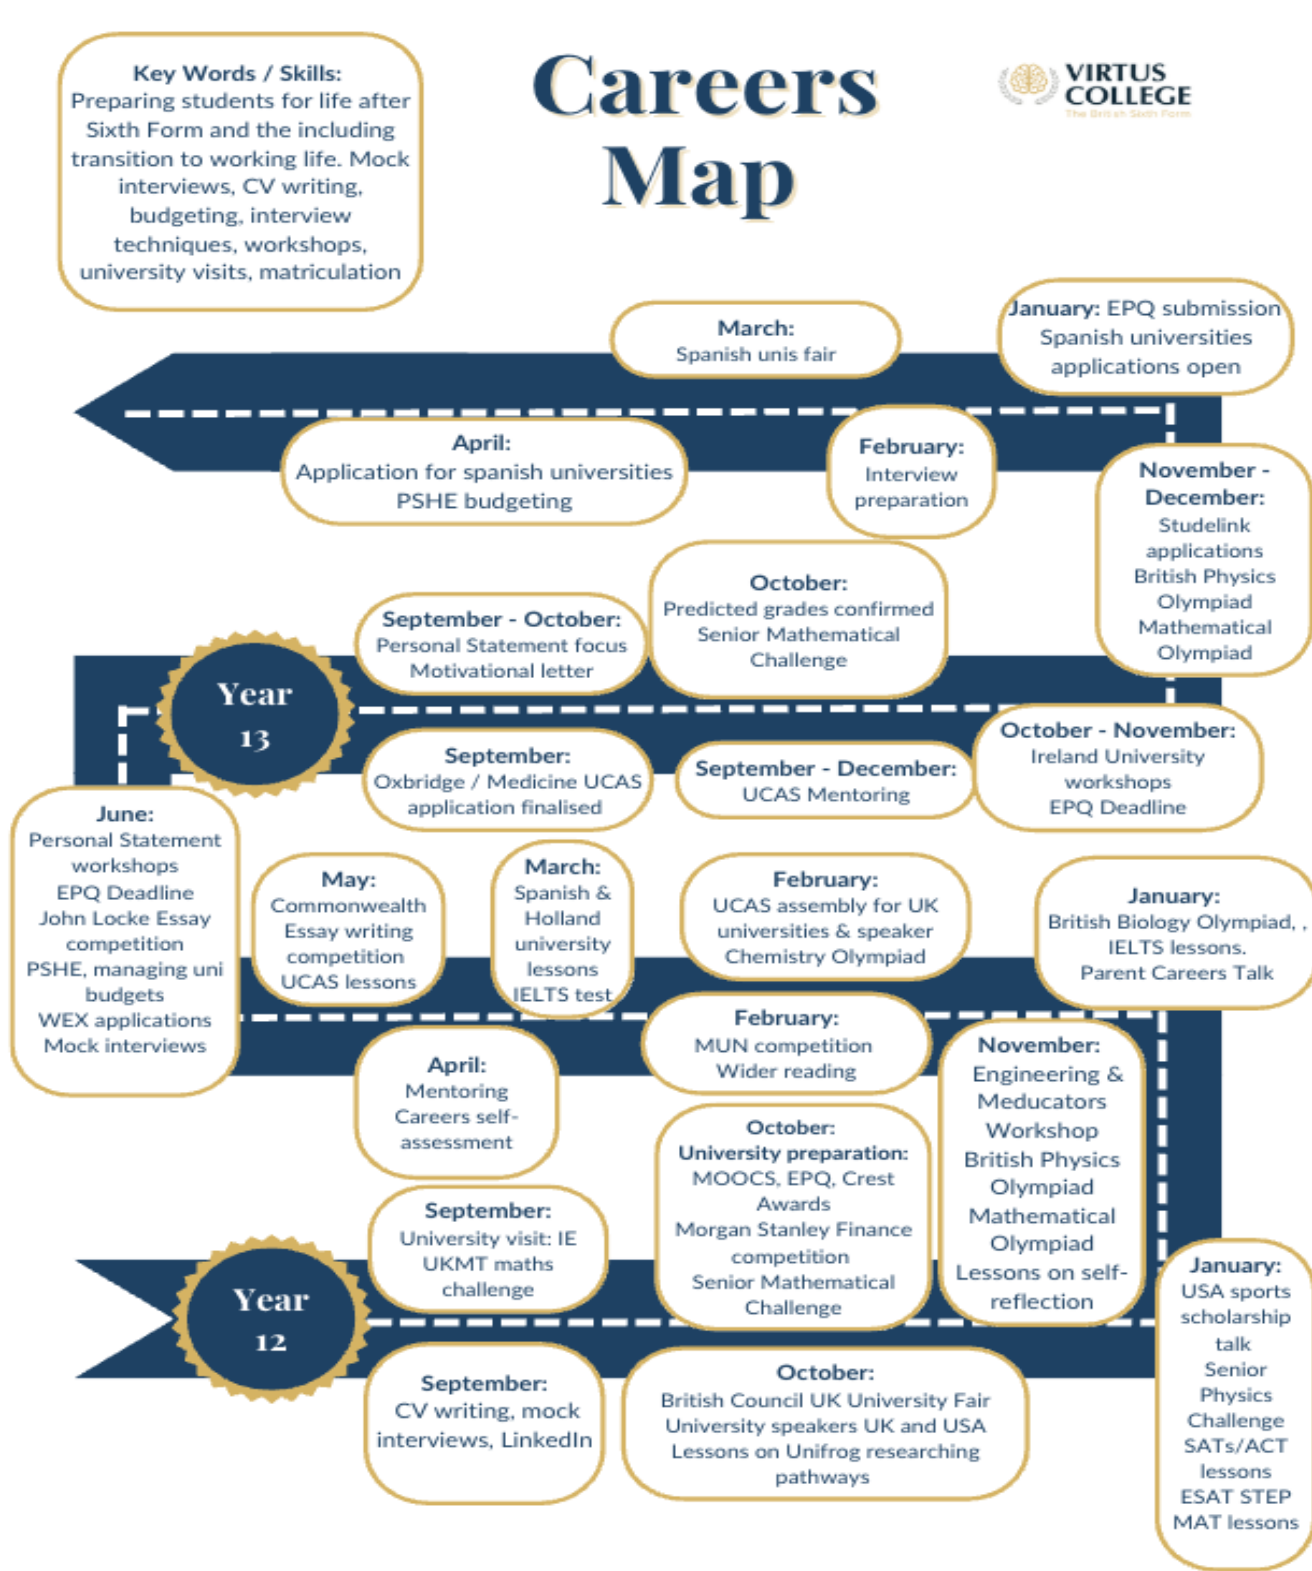 Key Words / Skills:
Preparing students for life after
Sixth Form and the including
transition to working life. Mock
interviews, CV writing,
budgeting, interview
techniques, workshops,
university visits, matriculation
Careers
Map
VIRTUS
COLLEGE
The British Sixth Form
March:
Spanish unis fair
January: EPQ submission
Spanish universities
applications open
April:
Application for spanish universities
PSHE budgeting
February:
Interview
preparation
November -
December:
Studelink
applications
British Physics
Olympiad
Mathematical
Olympiad
September - October:
Personal Statement focus
Motivational letter
October:
Predicted grades confirmed
Senior Mathematical
Challenge
Year
13
September:
Oxbridge / Medicine UCAS
application finalised
September - December:
UCAS Mentoring
October - November:
Ireland University
workshops
EPQ Deadline
June:
Personal Statement
workshops
EPQ Deadline
John Locke Essay
competition
PSHE, managing uni
budgets
WEX applications
Mock interviews
May:
Commonwealth
Essay writing
competition
UCAS lessons
March:
Spanish &
Holland
university
lessons
IELTS test
February:
UCAS assembly for UK
universities & speaker
Chemistry Olympiad
January:
British Biology Olympiad, ,
IELTS lessons.
Parent Careers Talk
April:
Mentoring
Careers self-
assessment
February:
MUN competition
Wider reading
November:
Engineering &
Meducators
Workshop
British Physics
Olympiad
Mathematical
Olympiad
Lessons on self-
reflection
September:
University visit: IE
UKMT maths
challenge
October:
University preparation:
MOOCS, EPQ, Crest
Awards
Morgan Stanley Finance
competition
Senior Mathematical
Challenge
January:
USA sports
scholarship
talk
Senior
Physics
Challenge
SATs/ACT
lessons
ESAT STEP
MAT lessons
Year
12
September:
CV writing, mock
interviews, LinkedIn
October:
British Council UK University Fair
University speakers UK and USA
Lessons on Unifrog researching
pathways